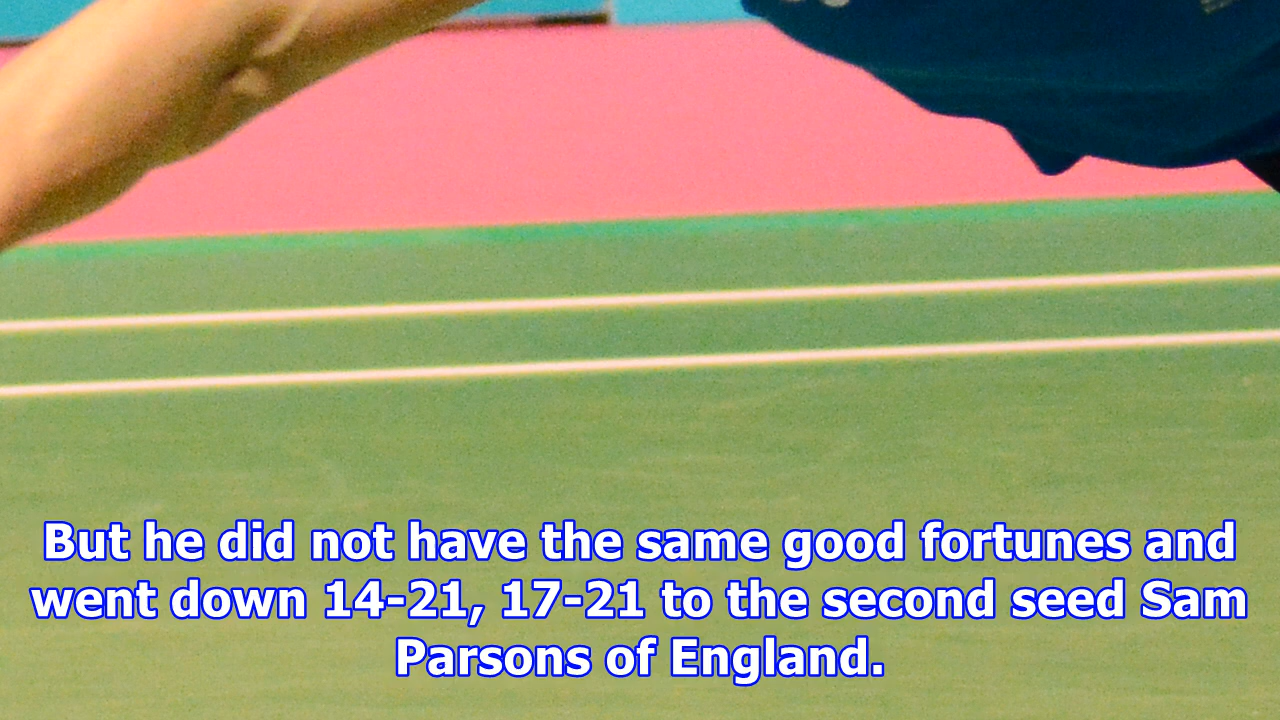 But he did not have the same good fortunes and
went down 14-21, 17-21 to the second seed Sam
Parsons of England.